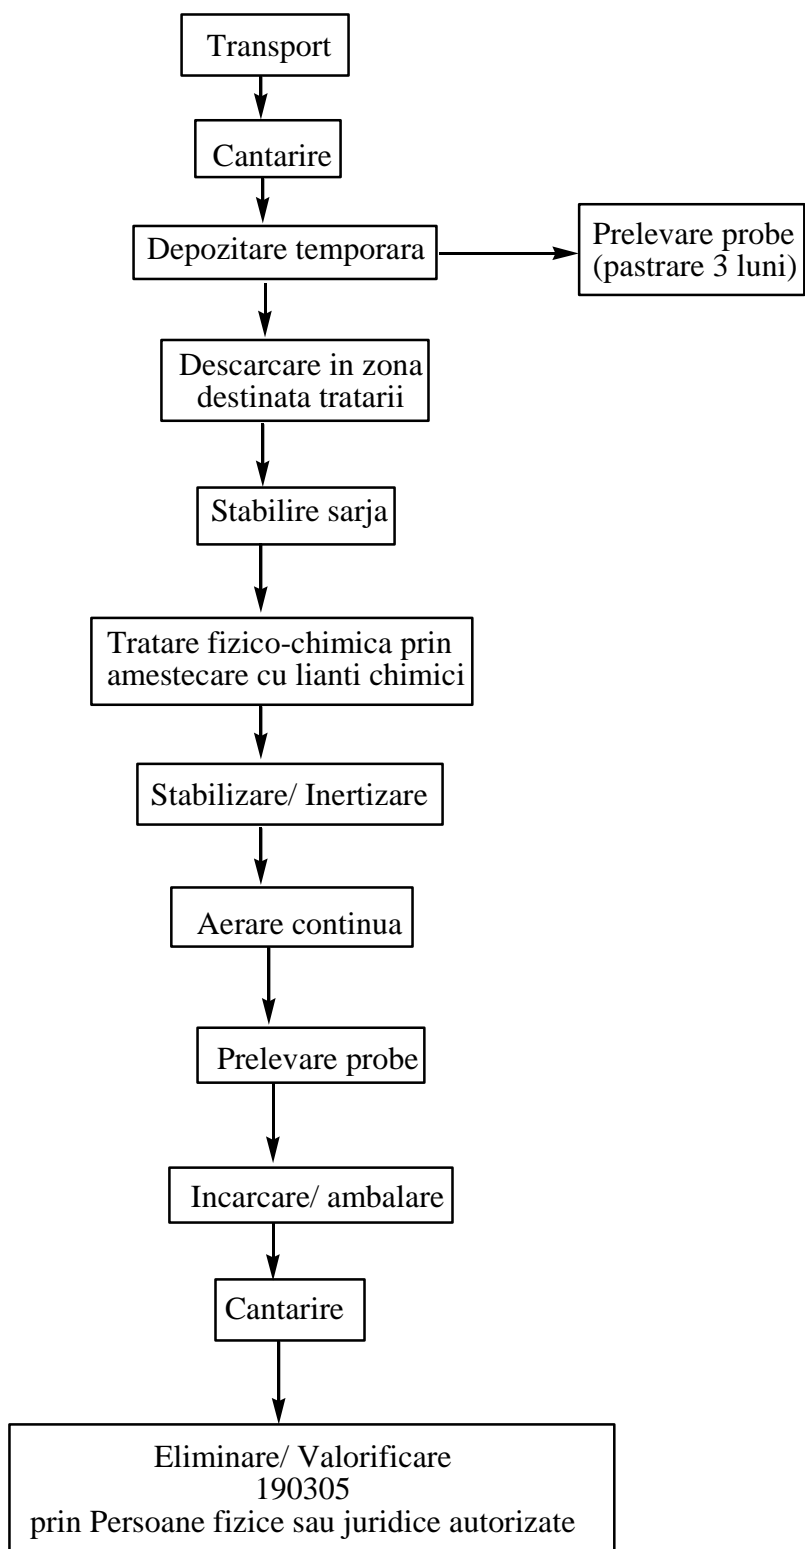 Transport
Cantarire
Depozitare temporara
Prelevare probe
(pastrare 3 luni)
Descarcare in zona
destinata tratarii
Stabilire sarja
Tratare fizico-chimica prin
amestecare cu lianti chimici
Stabilizare/ Inertizare
Aerare continua
Prelevare probe
Incarcare/ ambalare
Cantarire
Eliminare/ Valorificare
190305
prin Persoane fizice sau juridice autorizate